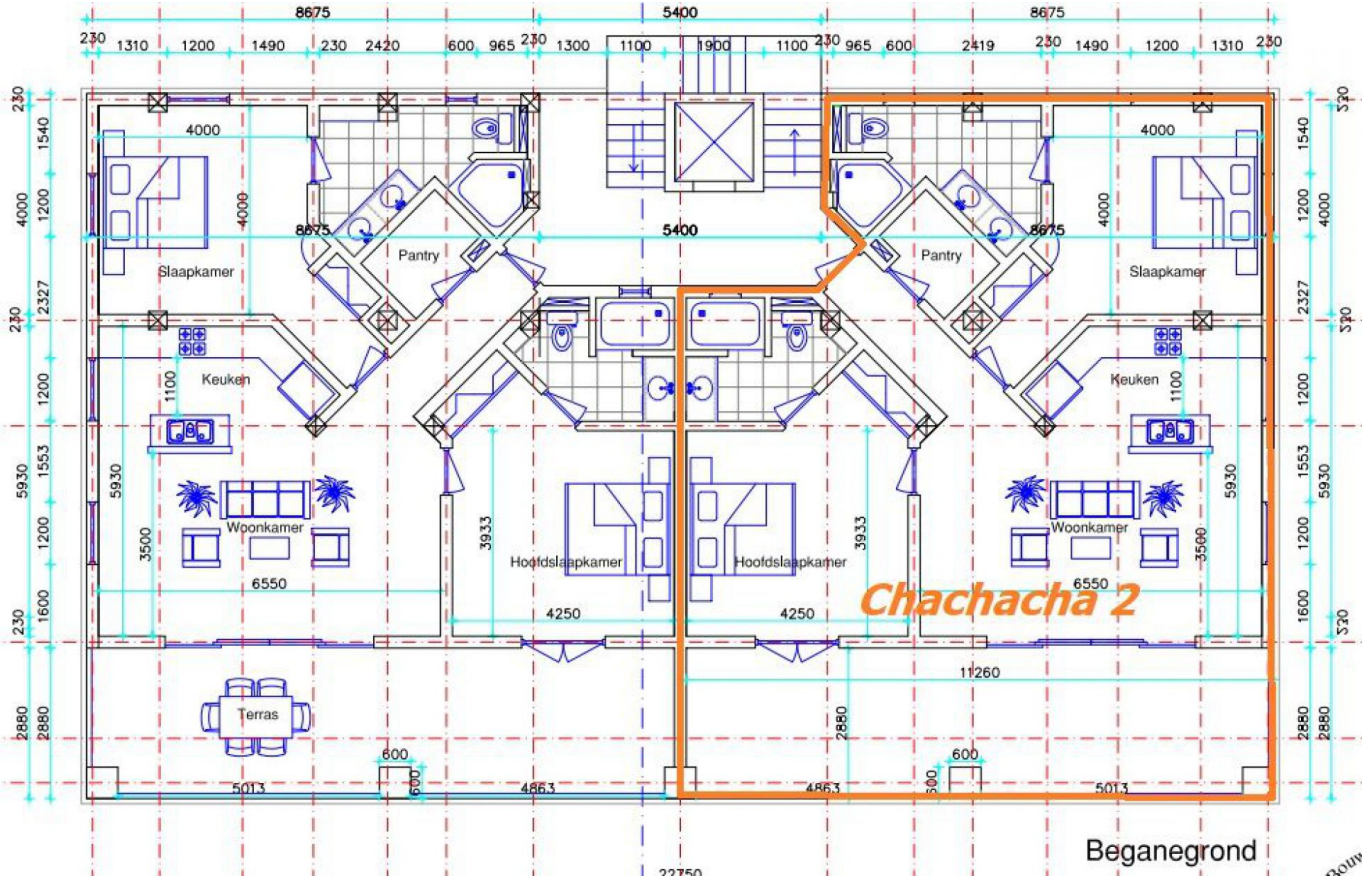 8675 5400 8675
230 1310 1200 1490 230 2420 600 965 230 1300 1100 1900 1100 230 965 600 2419 230 1490 1200 1310 230
230 1540 4000 1200 2327 230 1200 1553 5930 1200 1600 230 2880 2880
4000 4000
4000 4000
8675 5400 8675
Pantry Pantry
Slaapkamer Slaapkamer
Keuken Keuken
1100 1100
5930 3500 3933 3933 3500 5930
Woonkamer Woonkamer
Hoofdslaapkamer Hoofdslaapkamer
6550 6550
Chachacha 2
4250 4250
11260
Terras
2880
600 600
600 600
5013 4863 4863 5013
230 1540 1200 4000 2327 230 1200 1553 5930 1200 1600 230 2880 2880
Beganegrond
22750
Bouw